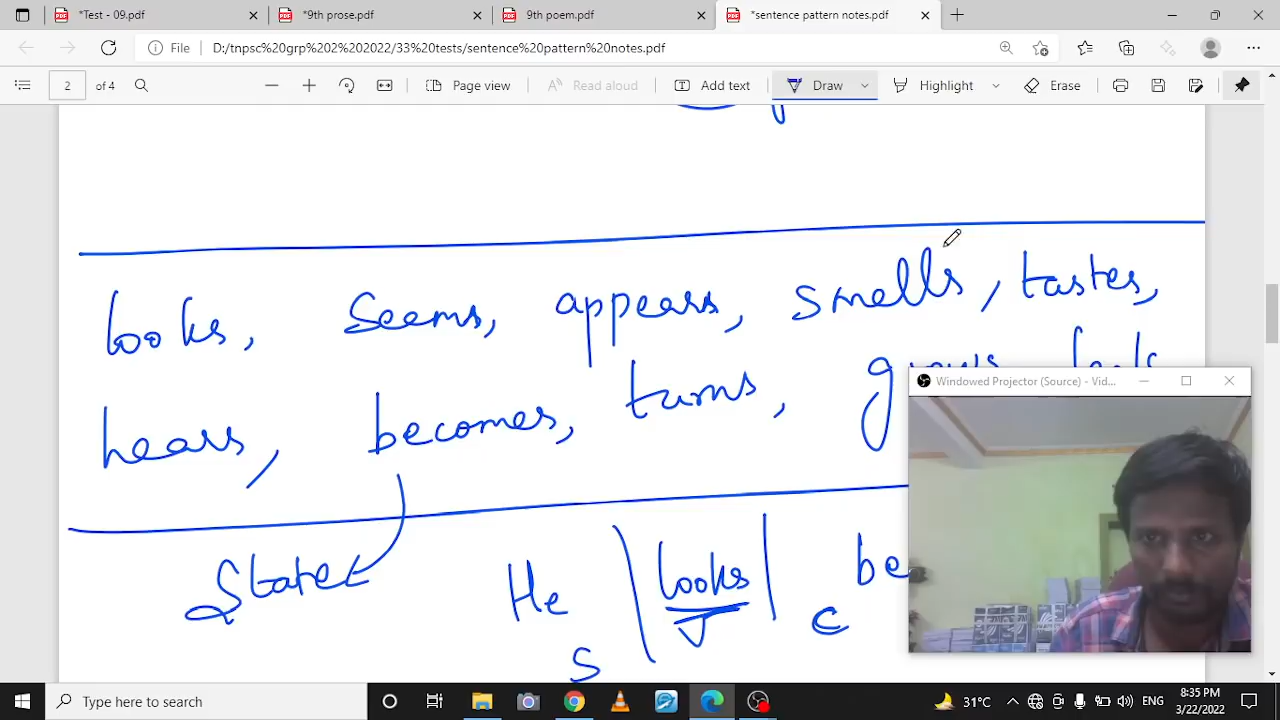 *Test - 09.pdf
*9th prose.pdf
9th poem.pdf
*sentence pattern notes.pdf
File D:/tnpsc%20grp%202%202022/33%20tests/sentence%20pattern%20notes.pdf
2 of 4 Page view Read aloud Add text Draw Highlight Erase
looks, Seems, appears, smells, tastes,
hears, becomes, turns,
State He looks be
S V C
Windowed Projector (Source) - Vid...
Type here to search
31°C ENG 8:35 PM
3/22/2022